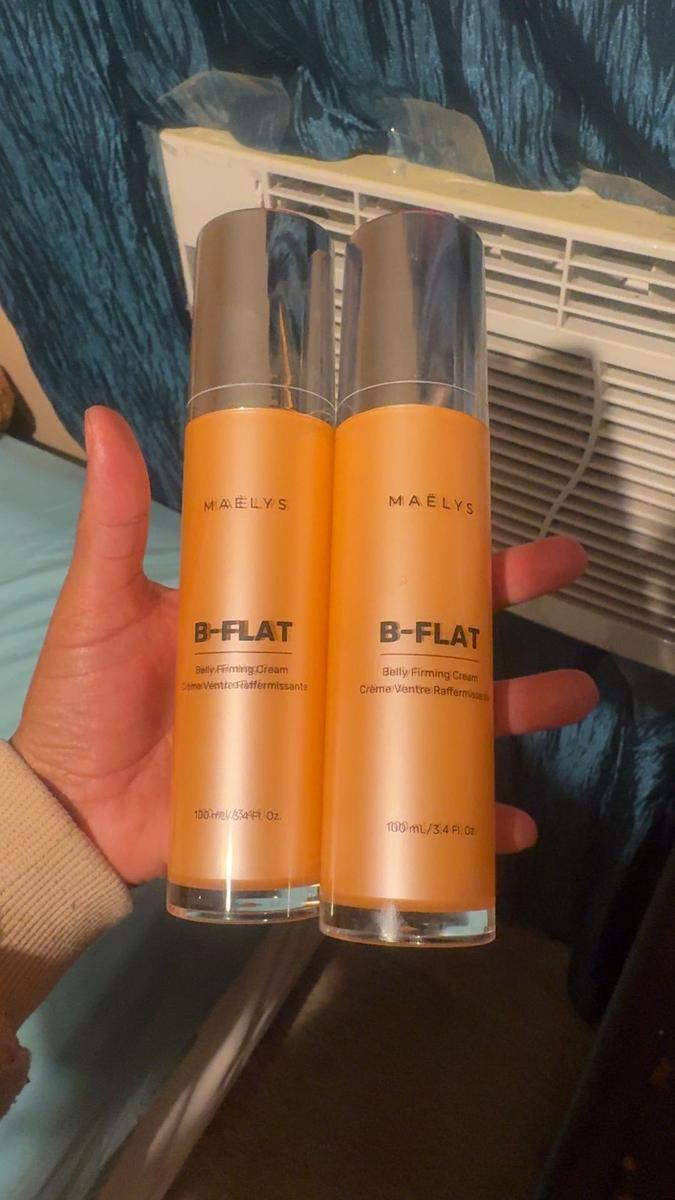 MAËLYS
B-FLAT
Belly Firming Cream
Crème Ventre Raffermissante
100 mL/3.4 Fl. Oz.
MAËLYS
B-FLAT
Belly Firming Cream
Crème Ventre Raffermissante
100 mL/3.4 Fl. Oz.